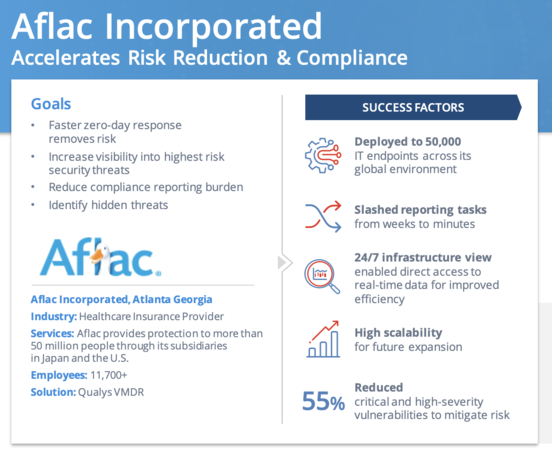 Aflac Incorporated
Accelerates Risk Reduction & Compliance
Goals
• Faster zero-day response
removes risk
• Increase visibility into highest risk
security threats
• Reduce compliance reporting burden
• Identify hidden threats
Aflac®
Aflac Incorporated, Atlanta Georgia
Industry: Healthcare Insurance Provider
Services: Aflac provides protection to more than
50 million people through its subsidiaries
in Japan and the U.S.
Employees: 11,700+
Solution: Qualys VMDR
SUCCESS FACTORS
Deployed to 50,000
IT endpoints across its
global environment
Slashed reporting tasks
from weeks to minutes
24/7 infrastructure view
enabled direct access to
real-time data for improved
efficiency
High scalability
for future expansion
55%
Reduced
critical and high-severity
vulnerabilities to mitigate risk